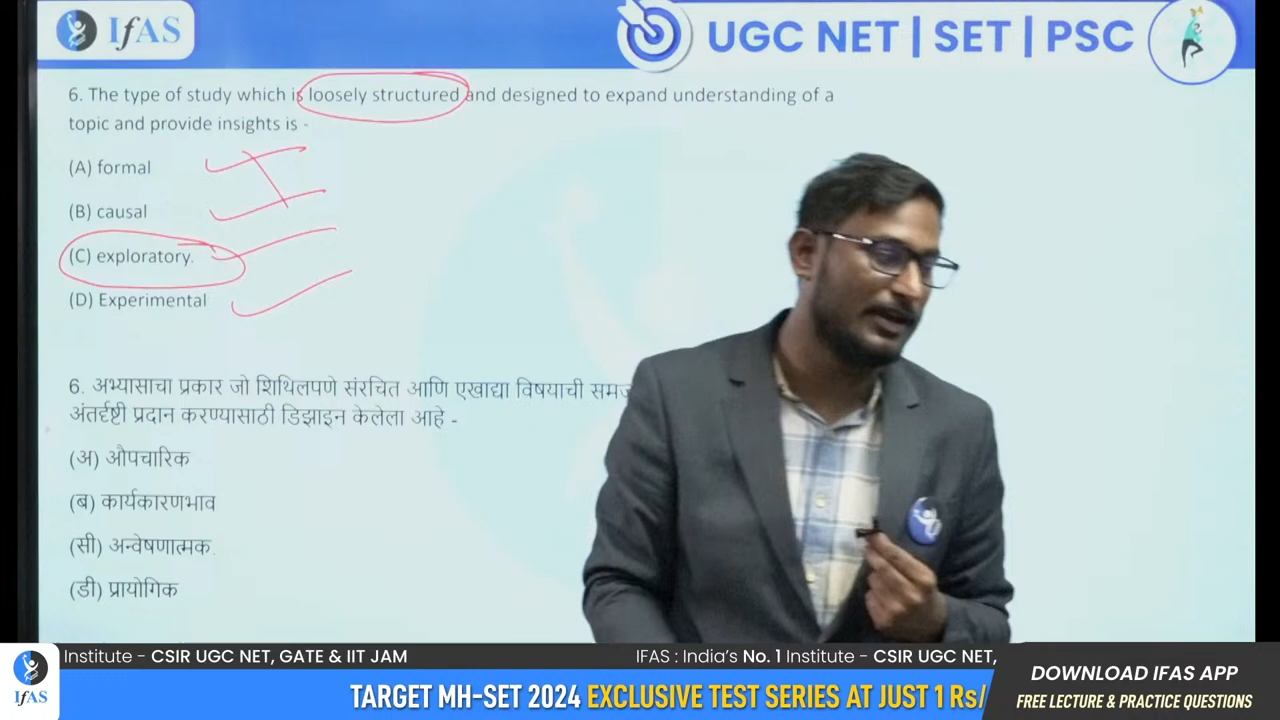 IfAS
UGC NET | SET | PSC
6. The type of study which is loosely structured and designed to expand understanding of a
topic and provide insights is -
(A) formal
(B) causal
(C) exploratory.
(D) Experimental
6. अभ्यासाचा प्रकार जो शिथिलपणे संरचित आणि एखाद्या विषयाची समज
अंतर्दृष्टी प्रदान करण्यासाठी डिझाइन केलेला आहे -
(अ) औपचारिक
(ब) कार्यकारणभाव
(सी) अन्वेषणात्मक.
(डी) प्रायोगिक
Institute - CSIR UGC NET, GATE & IIT JAM
IFAS : India's No. 1 Institute - CSIR UGC NET,
DOWNLOAD IFAS APP
FREE LECTURE & PRACTICE QUESTIONS
IfAS
TARGET MH-SET 2024 EXCLUSIVE TEST SERIES AT JUST 1 Rs/